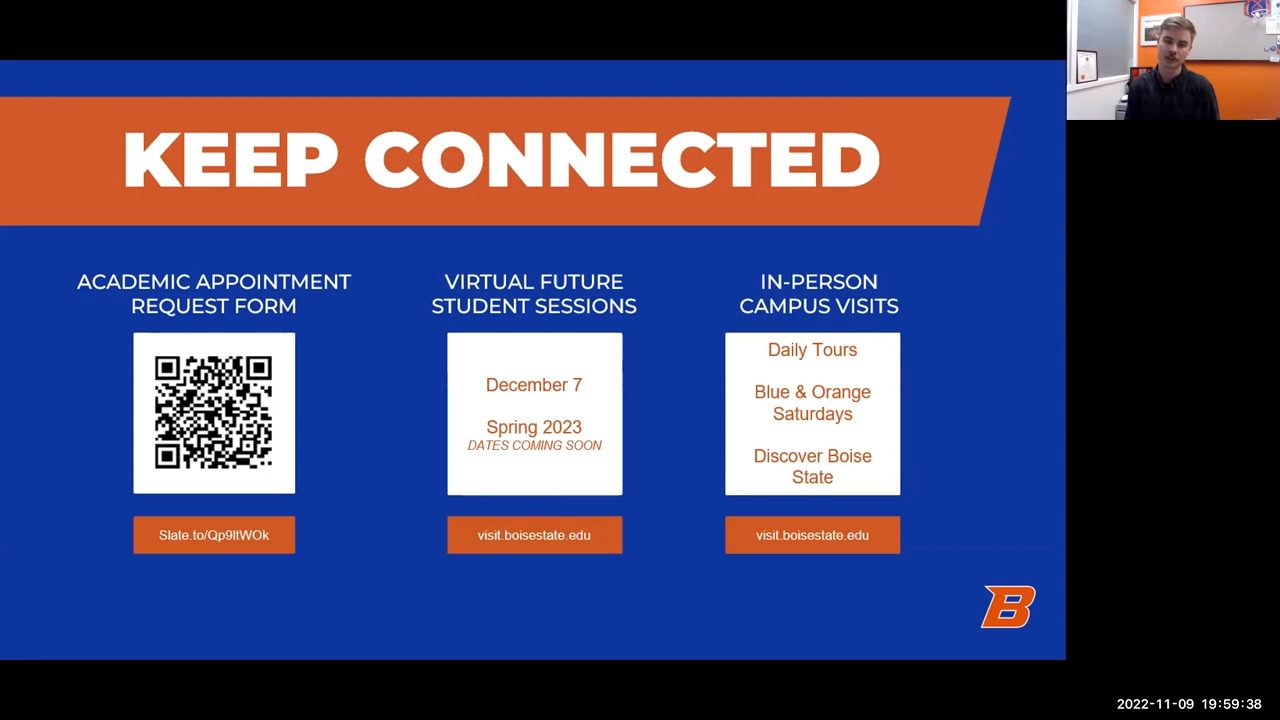 KEEP CONNECTED
ACADEMIC APPOINTMENT
REQUEST FORM
Slate.to/Qp9ItWOk
VIRTUAL FUTURE
STUDENT SESSIONS
December 7
Spring 2023
DATES COMING SOON
visit.boisestate.edu
IN-PERSON
CAMPUS VISITS
Daily Tours
Blue & Orange
Saturdays
Discover Boise
State
visit.boisestate.edu
B
2022-11-09 19:59:38